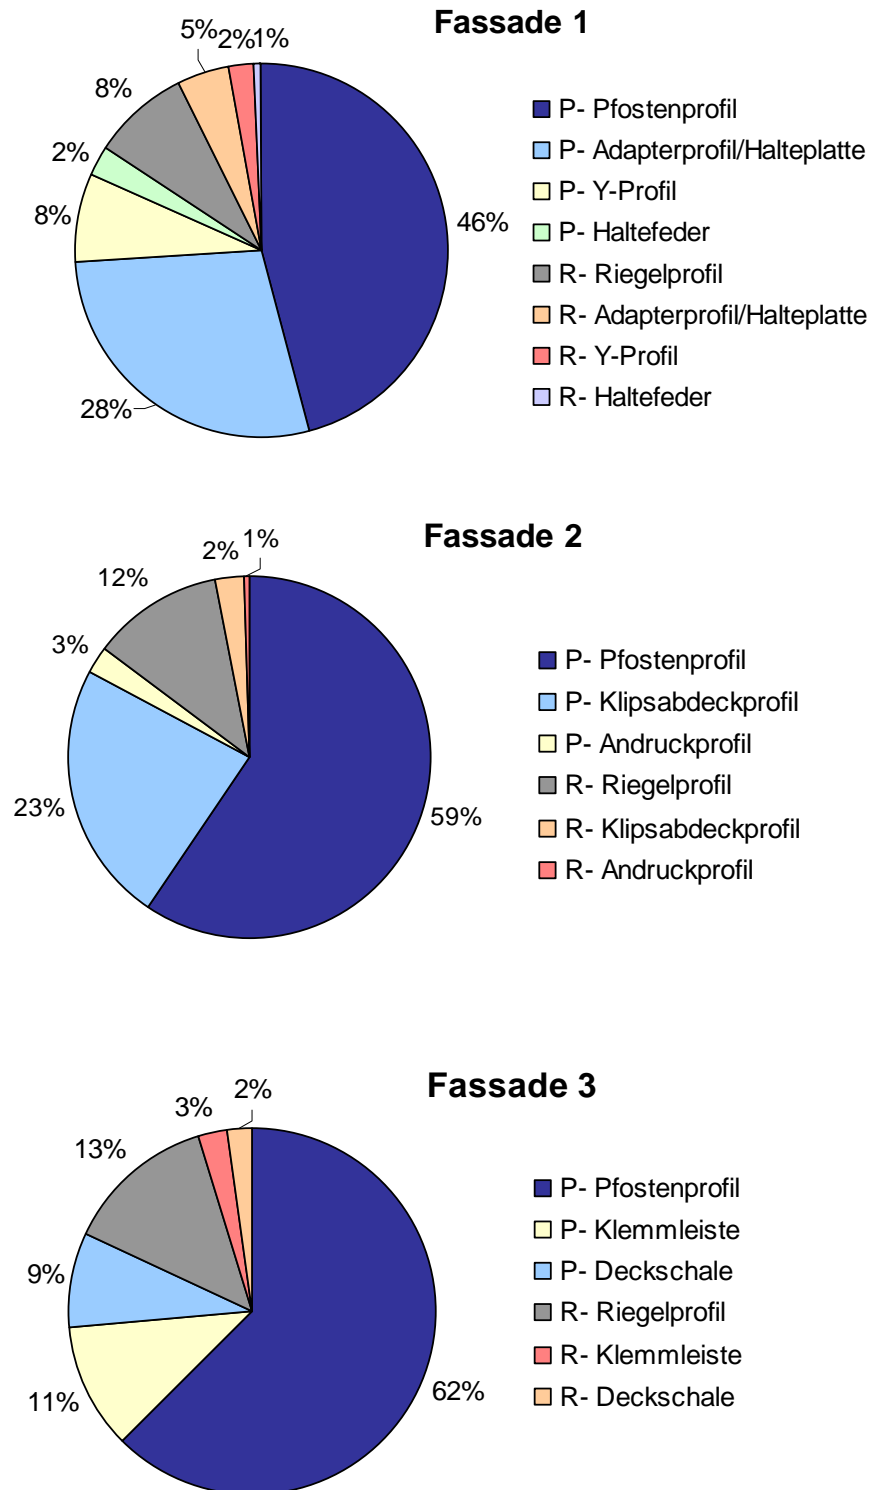 Fassade 1
5%
2%
1%
8%
2%
8%
46%
28%
P- Pfostenprofil
P- Adapterprofil/Halteplatte
P- Y-Profil
P- Haltefeder
R- Riegelprofil
R- Adapterprofil/Halteplatte
R- Y-Profil
R- Haltefeder
Fassade 2
2%
1%
12%
3%
23%
59%
P- Pfostenprofil
P- Klipsabdeckprofil
P- Andruckprofil
R- Riegelprofil
R- Klipsabdeckprofil
R- Andruckprofil
Fassade 3
2%
3%
13%
9%
11%
62%
P- Pfostenprofil
P- Klemmleiste
P- Deckschale
R- Riegelprofil
R- Klemmleiste
R- Deckschale